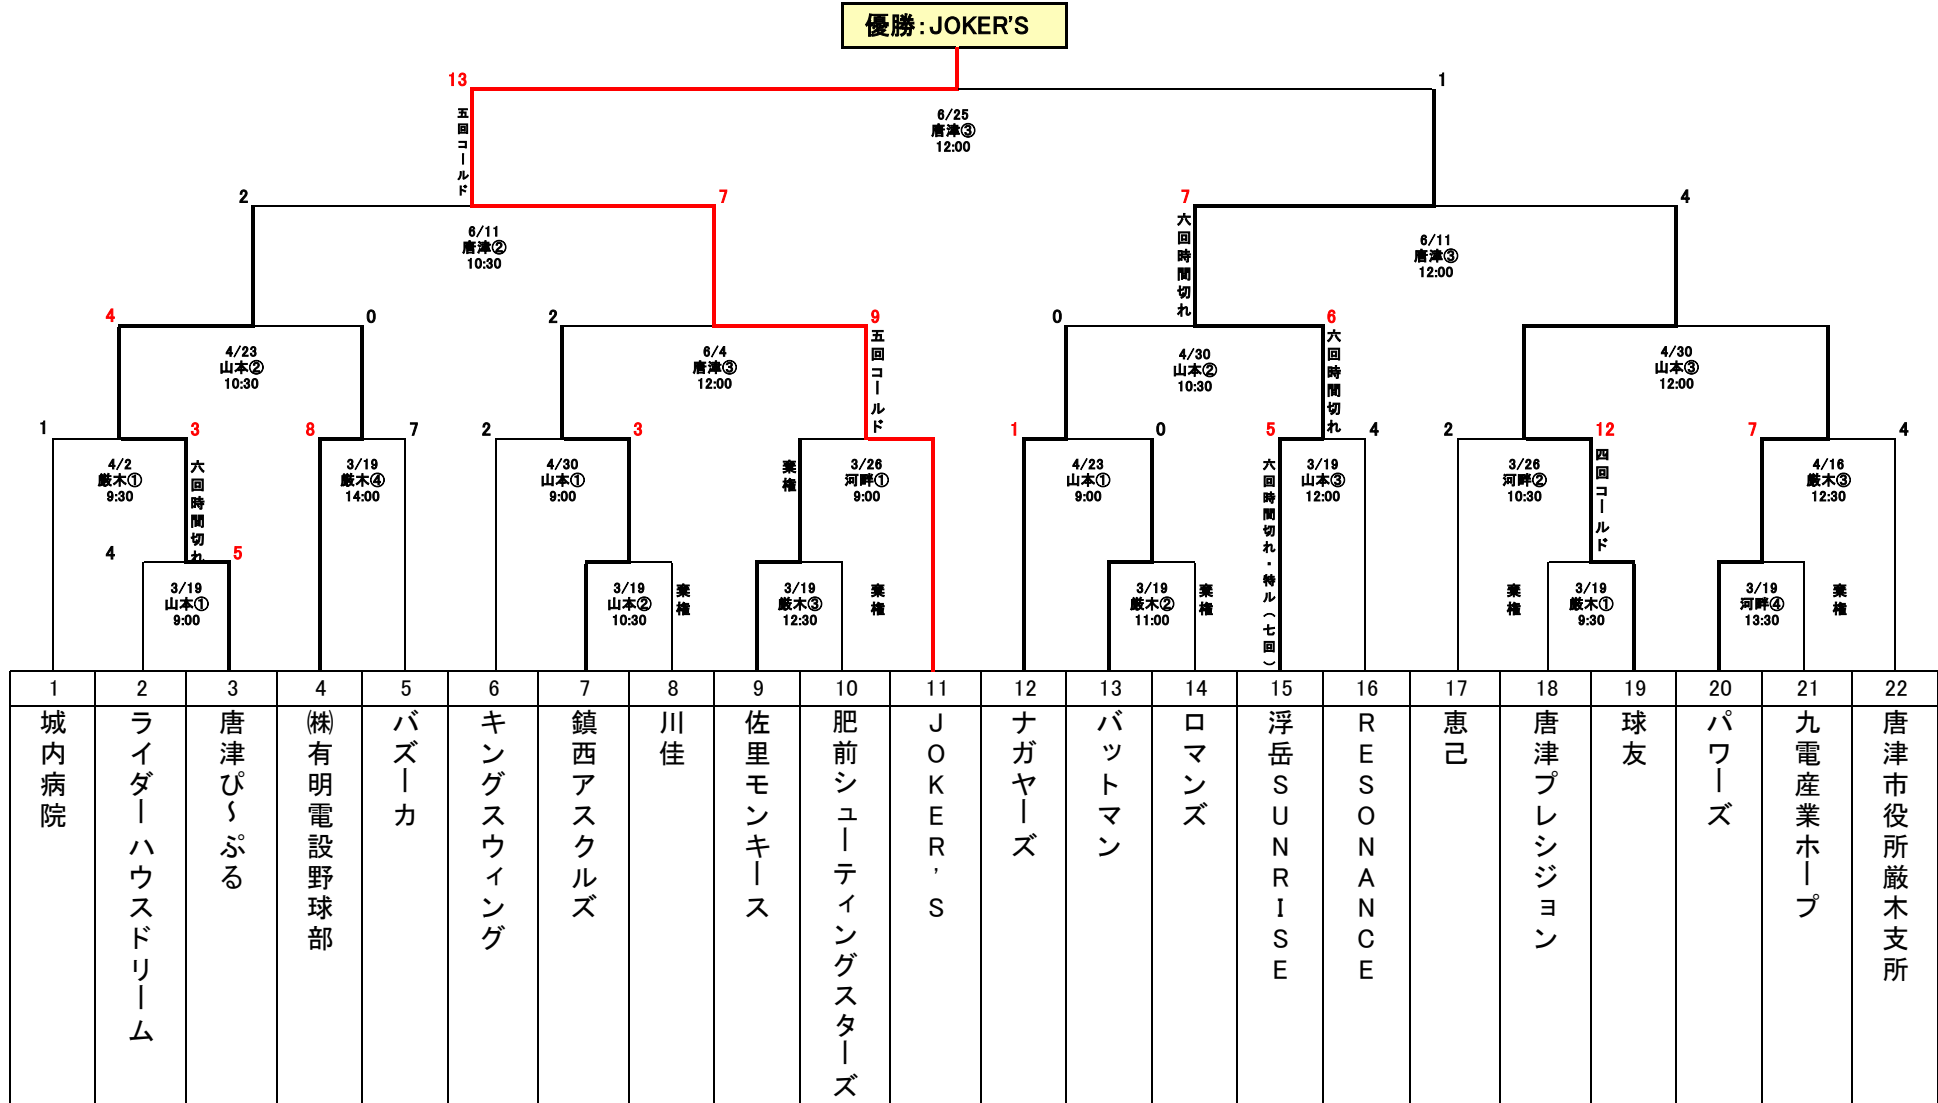 優勝：JOKER'S
13
1
五回コールド
6/25
唐津③
12:00
2
7
7
4
6/11
唐津②
10:30
六回時間切れ
6/11
唐津③
12:00
4
0
2
9
0
6
4/23
山本②
10:30
6/4
唐津③
12:00
五回コールド
4/30
山本②
10:30
六回時間切れ
4/30
山本③
12:00
1
3
8
7
2
3
1
0
5
4
2
12
7
4
4/2
厳木①
9:30
六回時間切れ
3/19
厳木④
14:00
4/30
山本①
9:00
棄権
3/26
河畔①
9:00
4/23
山本①
9:00
六回時間切れ・特ル（七回）
3/19
山本③
12:00
3/26
河畔②
10:30
四回コールド
4/16
厳木③
12:30
4
5
3/19
山本①
9:00
3/19
山本②
10:30
棄権
3/19
厳木③
12:30
棄権
3/19
厳木②
11:00
棄権
棄権
3/19
厳木①
9:30
3/19
河畔④
13:30
棄権
1
2
3
4
5
6
7
8
9
10
11
12
13
14
15
16
17
18
19
20
21
22
城内病院
ライダーハウスドリーム
唐津ぴ～ぷる
㈱有明電設野球部
バズーカ
キングスウィング
鎮西アスクルズ
川佳
佐里モンキース
肥前シューティングスターズ
JOKER'S
ナガヤーズ
バットマン
ロマンズ
浮岳SUNRISE
RESONANCE
恵己
唐津プレシジョン
球友
パワーズ
九電産業ホープ
唐津市役所厳木支所